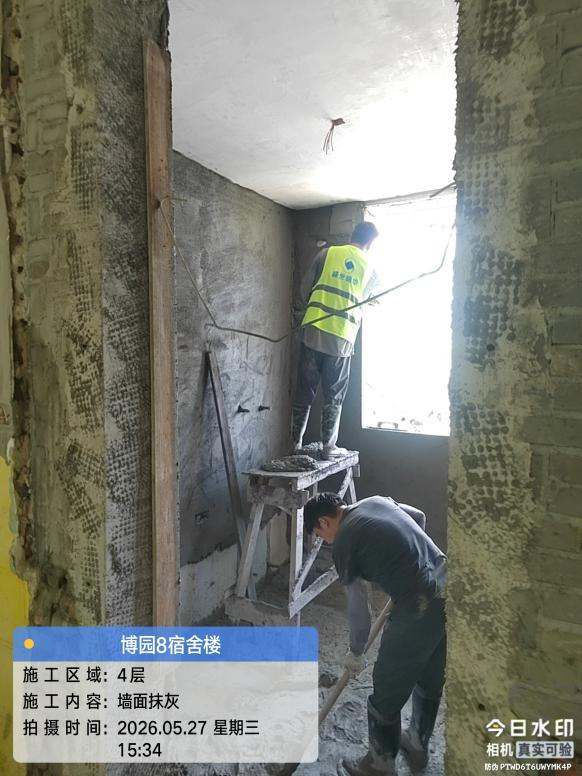 博园8宿舍楼
施工区域：4层
施工内容：墙面抹灰
拍摄时间：2026.05.27 星期三
15:34
今日水印
相机 真实可验
防伪 PTWD6T6UWYMK4P